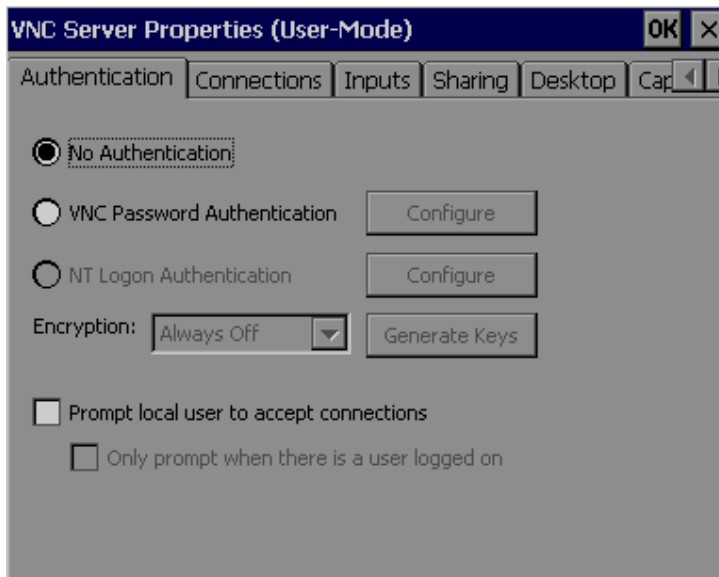 VNC Server Properties (User-Mode) OK ×
Authentication Connections Inputs Sharing Desktop Cap
No Authentication
VNC Password Authentication Configure
NT Logon Authentication Configure
Encryption: Always Off Generate Keys
Prompt local user to accept connections
Only prompt when there is a user logged on